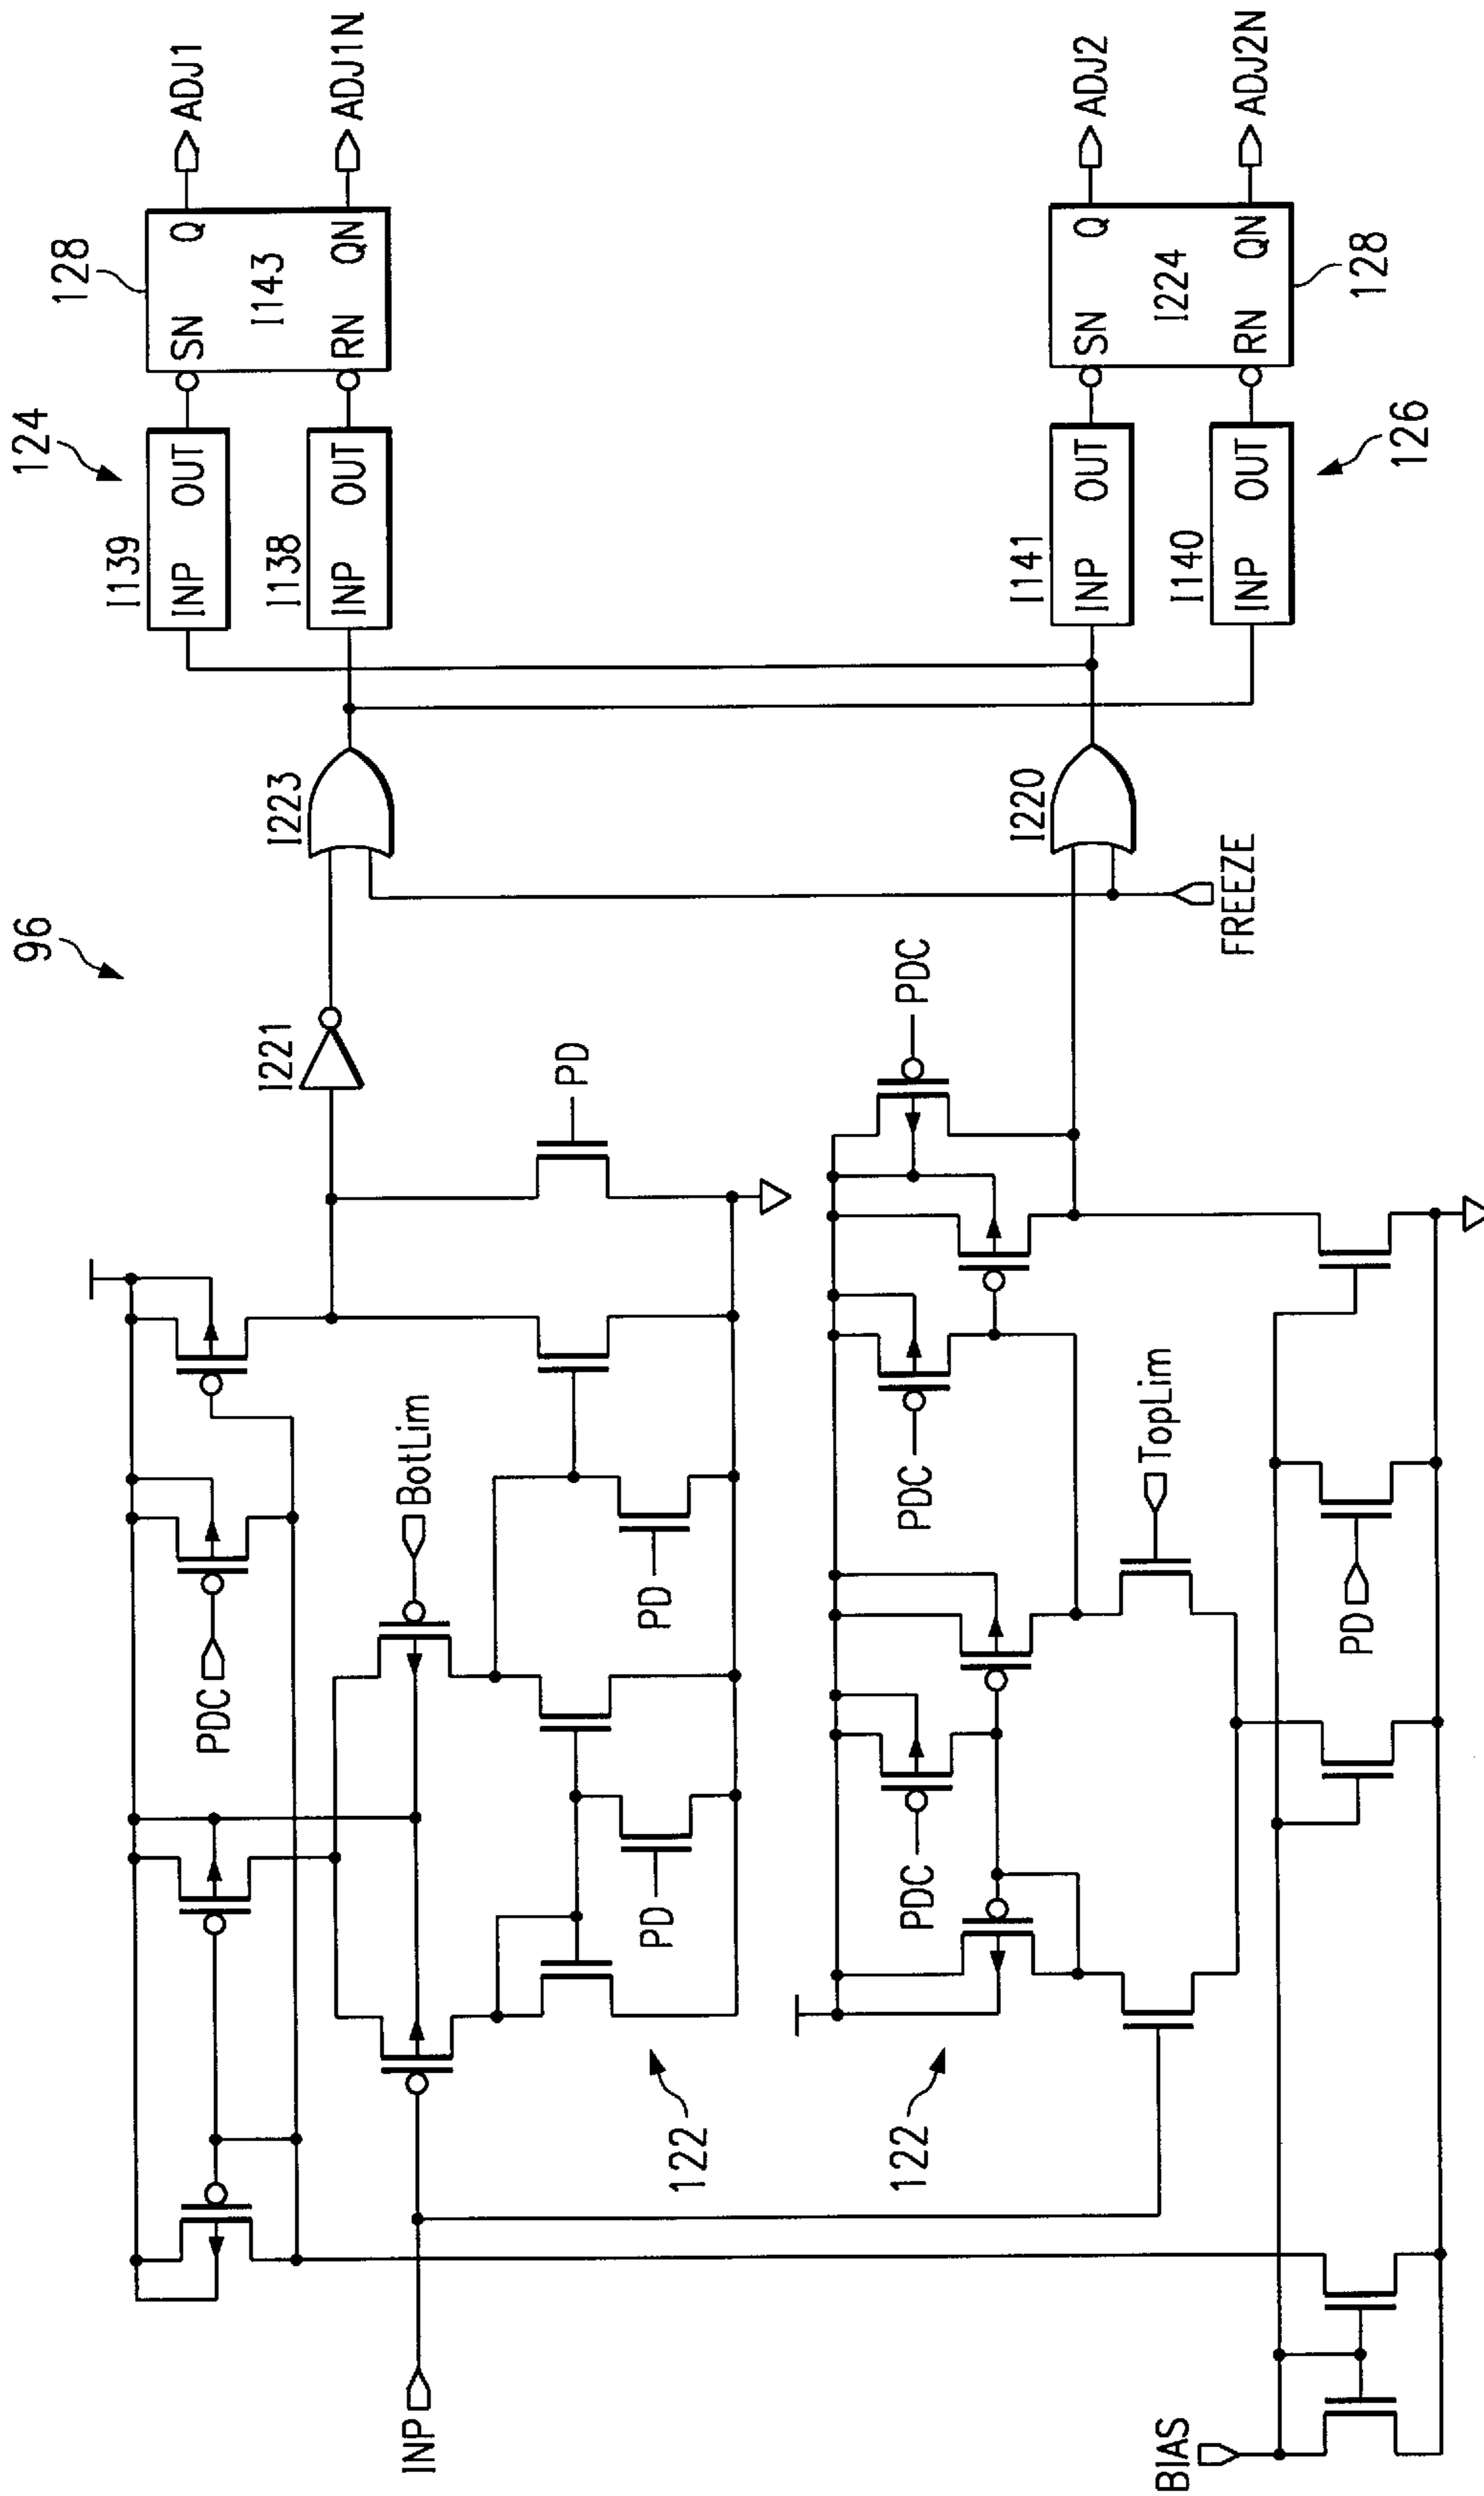 96
124
128
I139
INP OUT
SN Q
ADJ1
I143
I138
INP OUT
RN QN
ADJ1N
I221
I223
PDC
BotLim
PD
PD
PD
INP
122
122
PDC
PDC
PDC
TopLim
PD
BIAS
FREEZE
I220
I141
INP OUT
SN Q
ADJ2
I224
I140
INP OUT
RN QN
ADJ2N
126
128